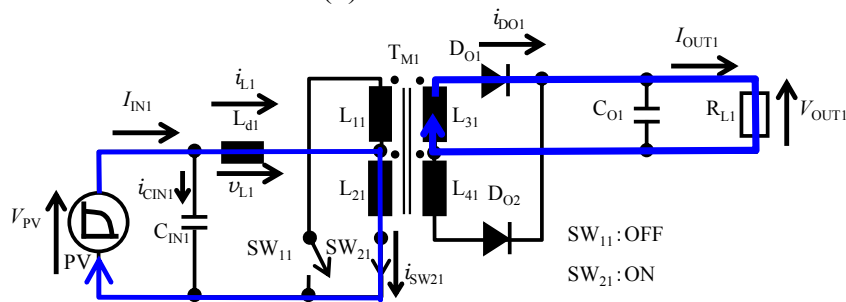 i_DO1
I_OUT1
T_M1
D_O1
i_L1
I_IN1
L_d1
L_11
L_31
C_O1
R_L1
V_OUT1
i_CIN1
υ_L1
L_21
L_41
D_O2
V_PV
C_IN1
SW_11
SW_21
i_SW21
PV
SW_11:OFF
SW_21:ON